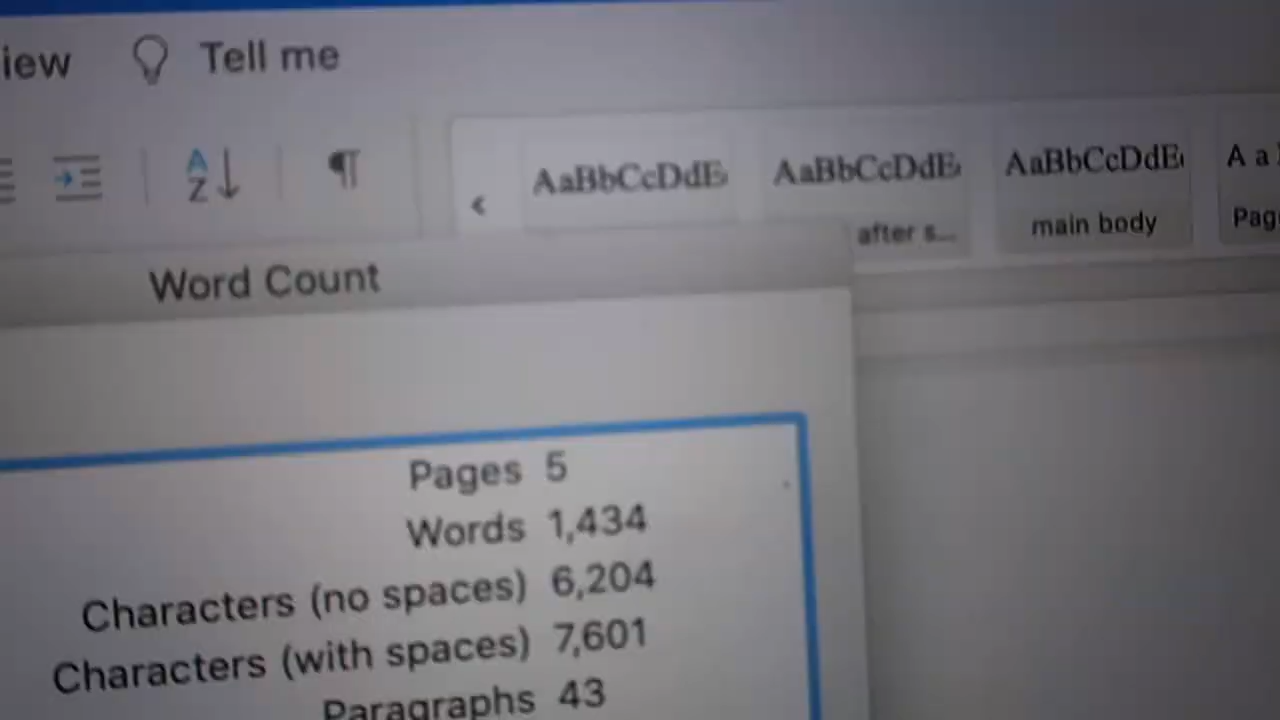 iew Tell me
AaBbCcDdE AaBbCcDdE AaBbCcDdE A a
after s... main body Pag
Word Count
Pages 5
Words 1,434
Characters (no spaces) 6,204
Characters (with spaces) 7,601
Paragraphs 43